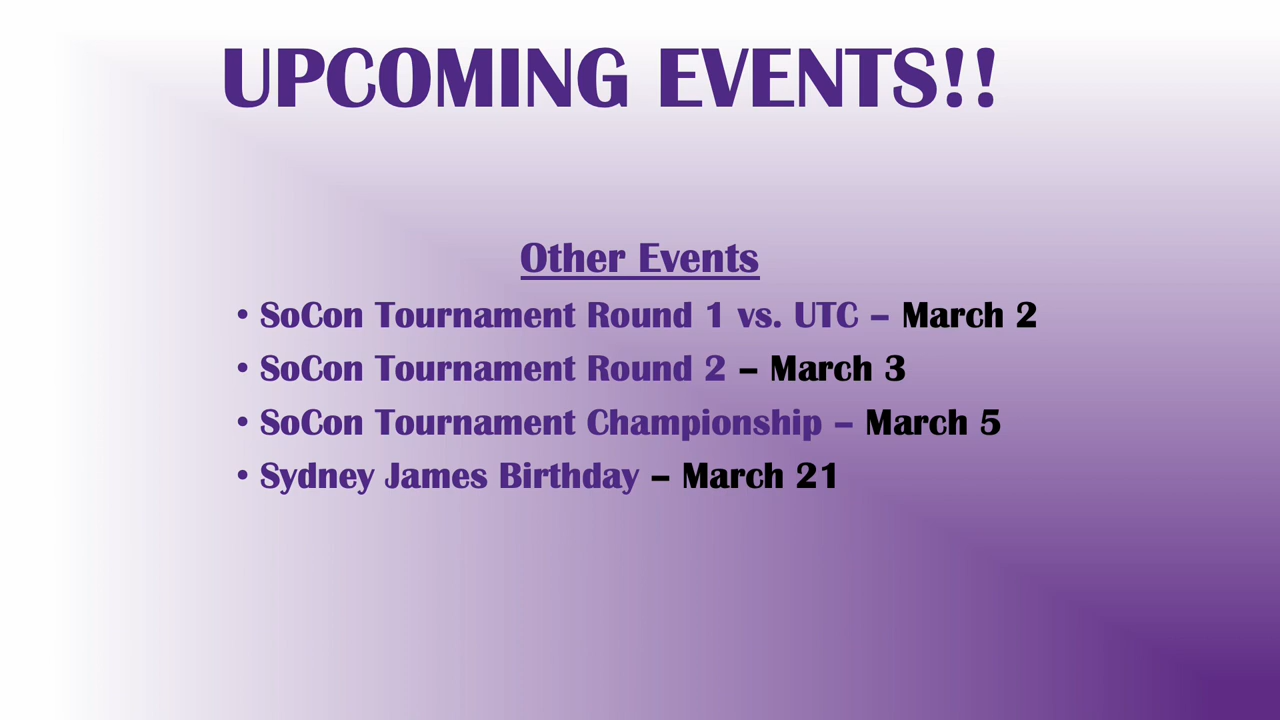 UPCOMING EVENTS!!
Other Events
• SoCon Tournament Round 1 vs. UTC – March 2
• SoCon Tournament Round 2 – March 3
• SoCon Tournament Championship – March 5
• Sydney James Birthday – March 21